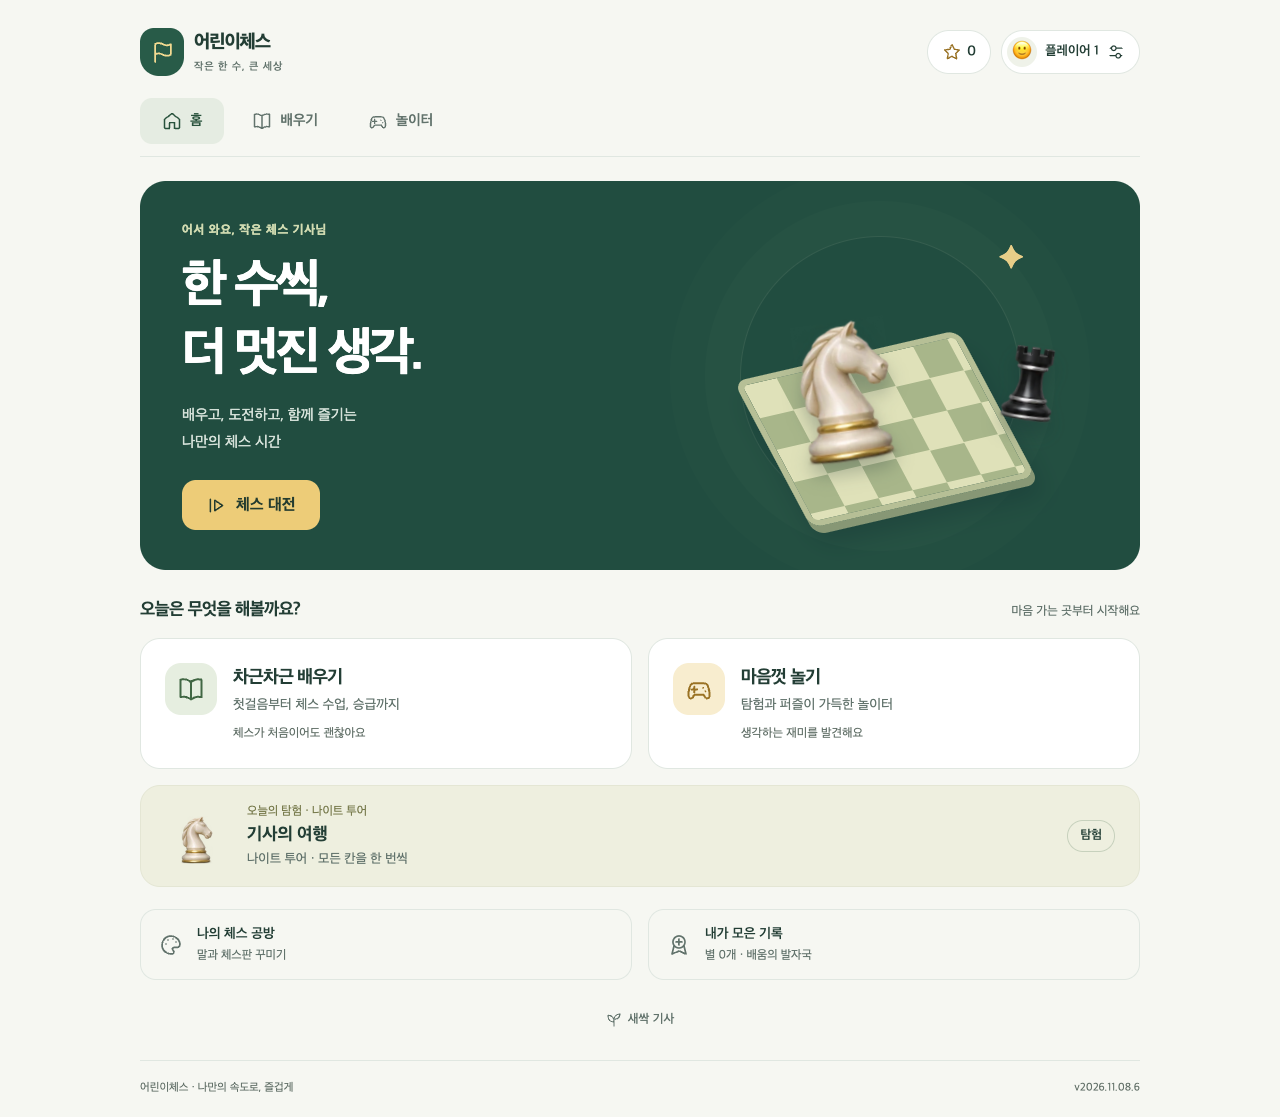 어린이체스
작은 한 수, 큰 세상
0
플레이어 1
홈
배우기
놀이터
어서 와요, 작은 체스 기사님
한 수씩,
더 멋진 생각.
배우고, 도전하고, 함께 즐기는
나만의 체스 시간
체스 대전
오늘은 무엇을 해볼까요?
마음 가는 곳부터 시작해요
차근차근 배우기
첫걸음부터 체스 수업, 승급까지
체스가 처음이어도 괜찮아요
마음껏 놀기
탐험과 퍼즐이 가득한 놀이터
생각하는 재미를 발견해요
오늘의 탐험 · 나이트 투어
기사의 여행
나이트 투어 · 모든 칸을 한 번씩
탐험
나의 체스 공방
말과 체스판 꾸미기
내가 모은 기록
별 0개 · 배움의 발자국
새싹 기사
어린이체스 · 나만의 속도로, 즐겁게
v2026.11.08.6